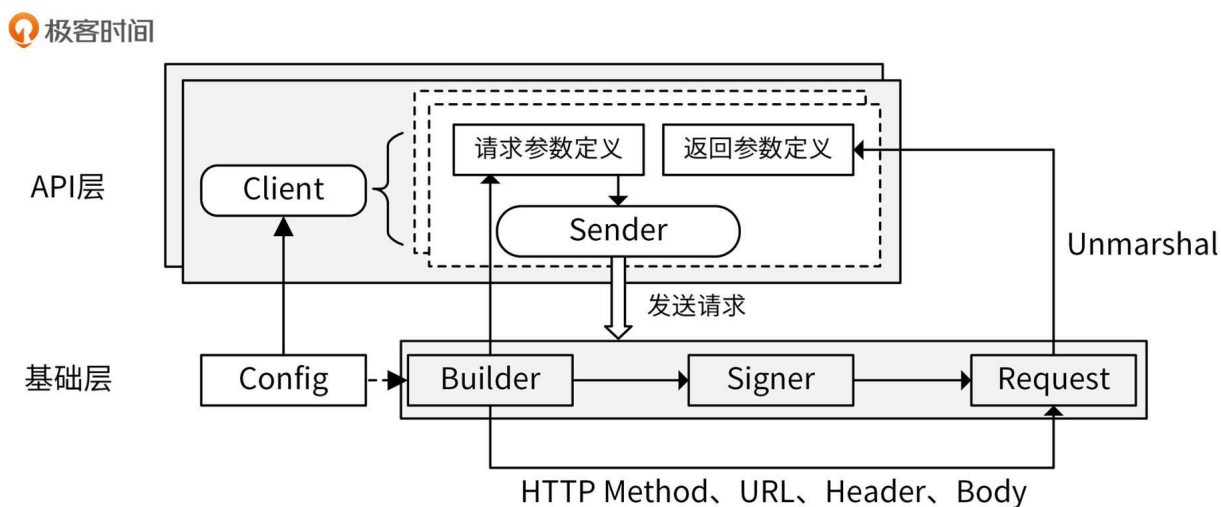 极客时间
请求参数定义
返回参数定义
API层
Client
Sender
Unmarshal
发送请求
基础层
Config
Builder
Signer
Request
HTTP Method、URL、Header、Body